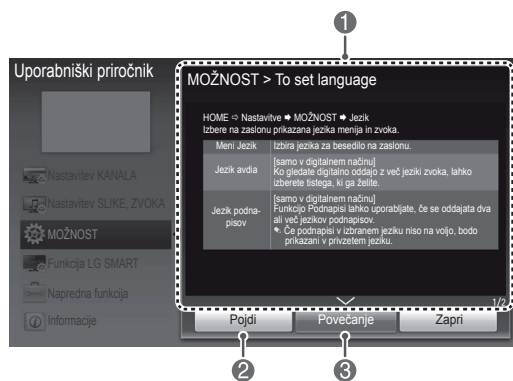 1
Uporabniški priročnik
MOŽNOST > To set language
HOME ⇨ Nastavitve ➡ MOŽNOST ➡ Jezik
Izbere na zaslonu prikazana jezika menija in zvoka.
Meni Jezik
Izbira jezika za besedilo na zaslonu.
Jezik avdia
[samo v digitalnem načinu]
Ko gledate digitalno oddajo z več jeziki zvoka, lahko
izberete tistega, ki ga želite.
Jezik podna-
pisov
[samo v digitalnem načinu]
Funkcijo Podnapisi lahko uporabljate, če se oddajata dva
ali več jezikov podnapisov.
Če podnapisi v izbranem jeziku niso na voljo, bodo
prikazani v privzetem jeziku.
Nastavitev KANALA
Nastavitev SLIKE, ZVOKA
MOŽNOST
Funkcija LG SMART
Napredna funkcija
Informacije
1/2
Pojdi
Povečanje
Zapri
2
3